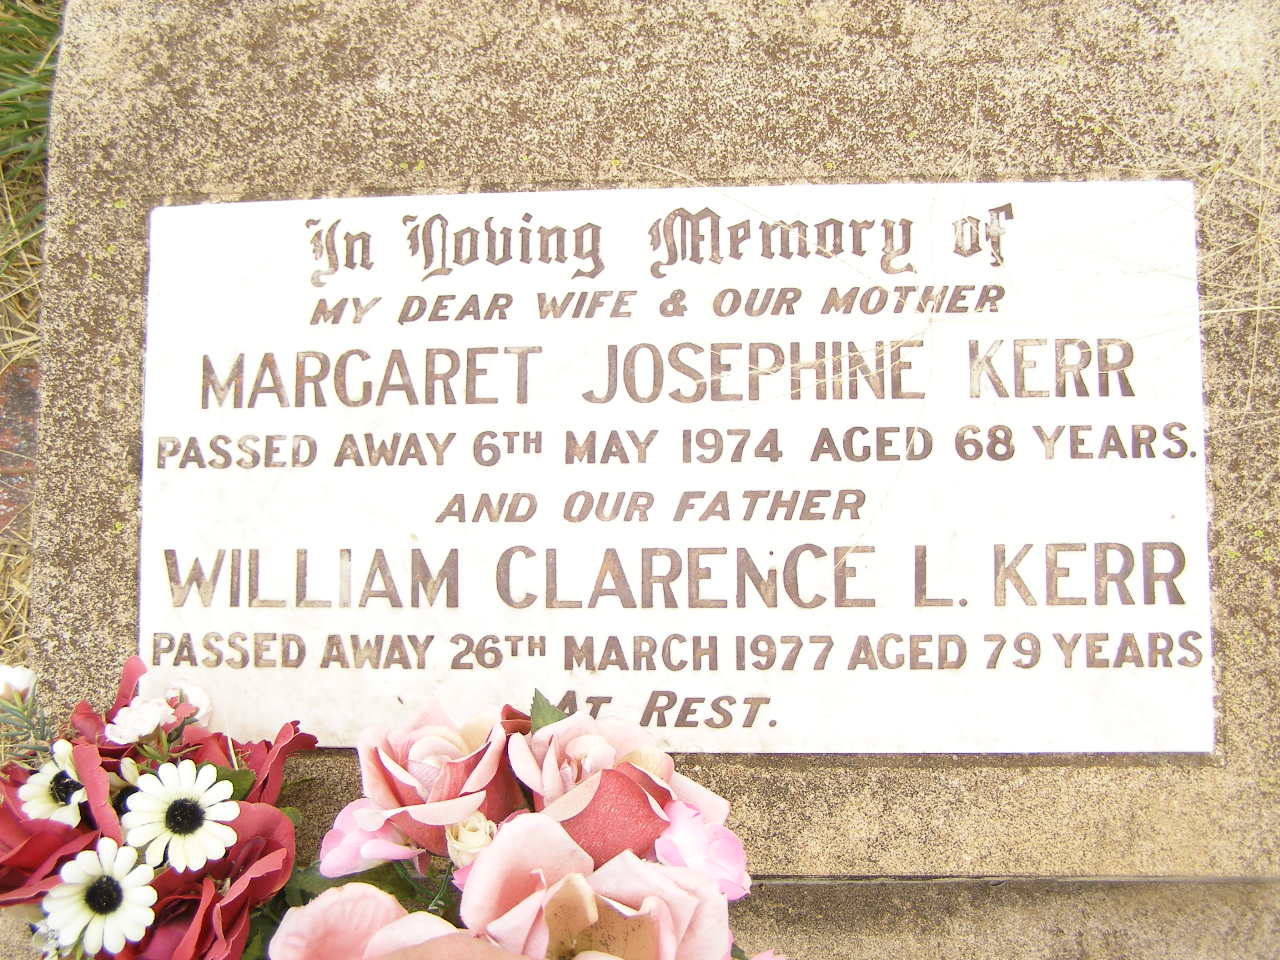 In Loving Memory of
MY DEAR WIFE & OUR MOTHER
MARGARET JOSEPHINE KERR
PASSED AWAY 6TH MAY 1974 AGED 68 YEARS.
AND OUR FATHER
WILLIAM CLARENCE L. KERR
PASSED AWAY 26TH MARCH 1977 AGED 79 YEARS
AT REST.